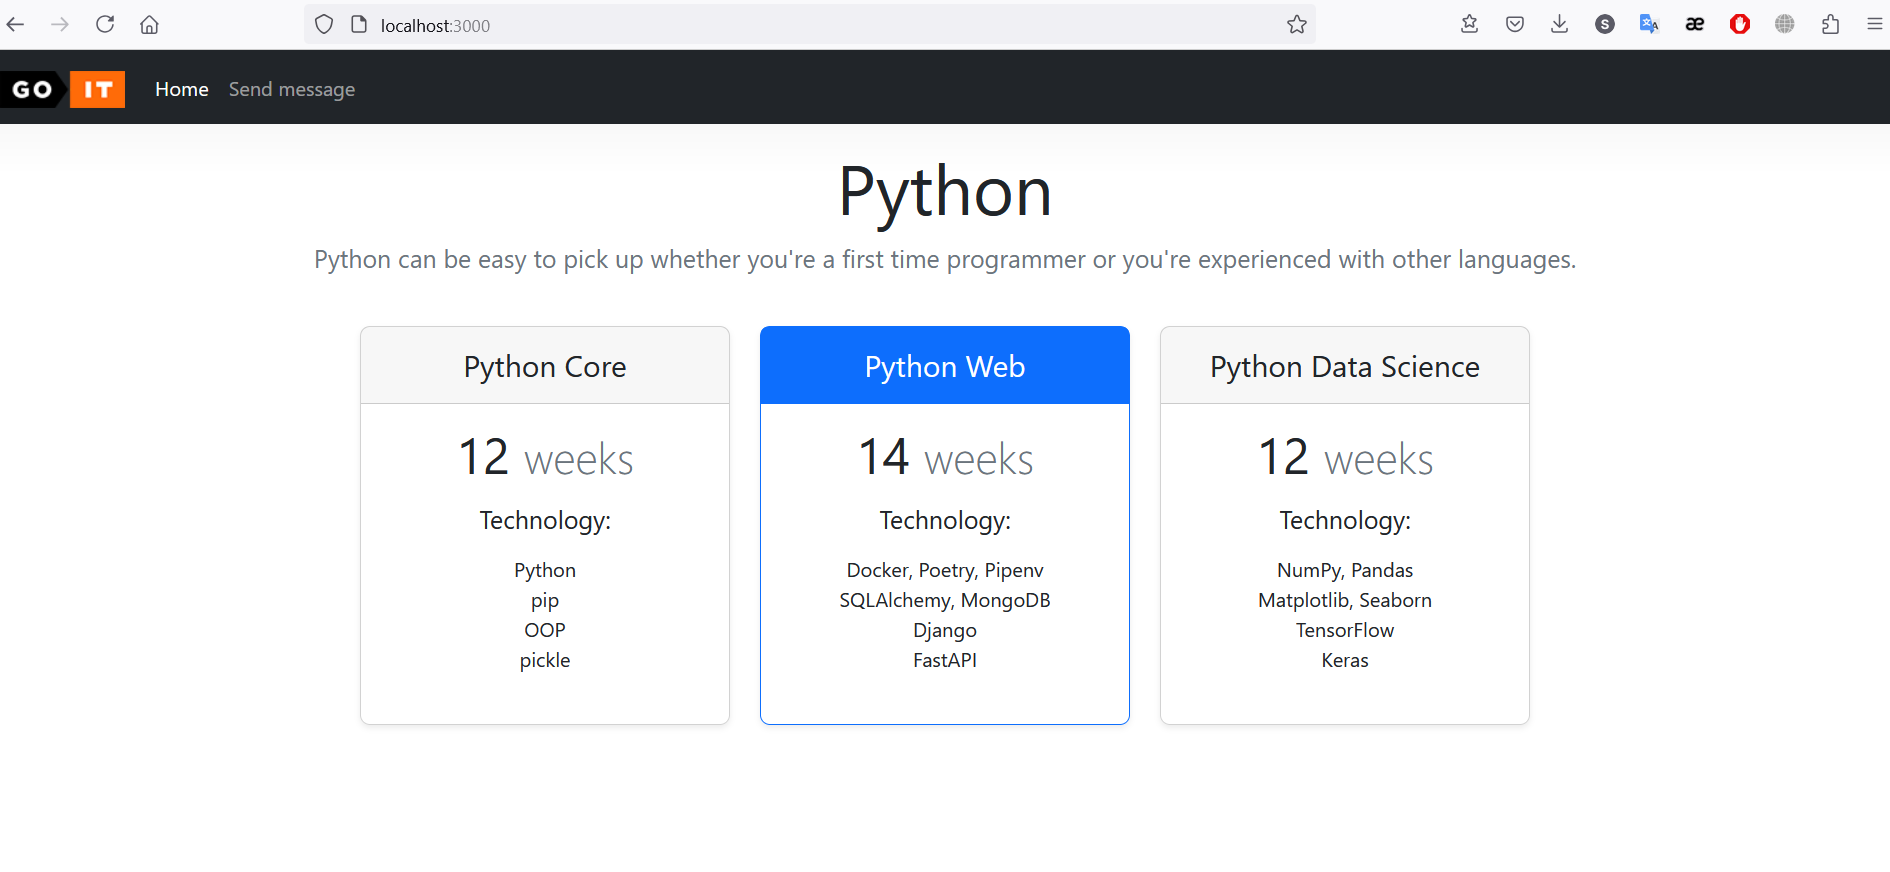 localhost:3000
S
æ
GO IT
Home
Send message
Python
Python can be easy to pick up whether you're a first time programmer or you're experienced with other languages.
Python Core
12 weeks
Technology:
Python
pip
OOP
pickle
Python Web
14 weeks
Technology:
Docker, Poetry, Pipenv
SQLAlchemy, MongoDB
Django
FastAPI
Python Data Science
12 weeks
Technology:
NumPy, Pandas
Matplotlib, Seaborn
TensorFlow
Keras